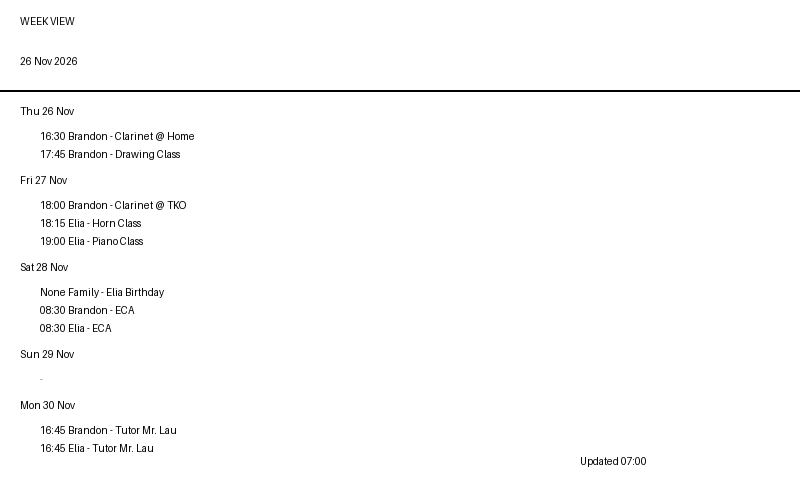 WEEK VIEW
26 Nov 2026
Thu 26 Nov
16:30 Brandon - Clarinet @ Home
17:45 Brandon - Drawing Class
Fri 27 Nov
18:00 Brandon - Clarinet @ TKO
18:15 Elia - Horn Class
19:00 Elia - Piano Class
Sat 28 Nov
None Family - Elia Birthday
08:30 Brandon - ECA
08:30 Elia - ECA
Sun 29 Nov
-
Mon 30 Nov
16:45 Brandon - Tutor Mr. Lau
16:45 Elia - Tutor Mr. Lau
Updated 07:00